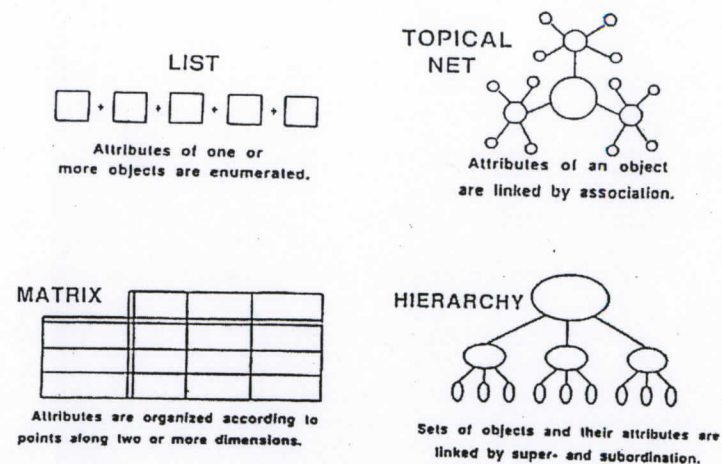 LIST
+ + + +
Attributes of one or
more objects are enumerated.
TOPICAL
NET
Attributes of an object
are linked by association.
MATRIX
Attributes are organized according to
points along two or more dimensions.
HIERARCHY
Sets of objects and their attributes are
linked by super- and subordination.